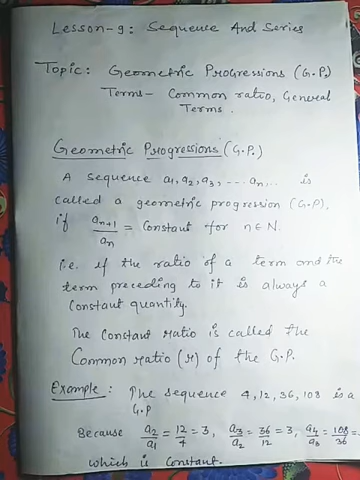 Lesson-9: Sequence And Series
Topic: Geometric Progressions (G.P.)
Terms- Common ratio, General
Terms.
Geometric Progressions (G.P.)
A sequence a₁, a₂, a₃, ---- aₙ, .. is
called a geometric progression (G.P),
if aₙ₊₁/aₙ = Constant for n∈N.
i.e. if the ratio of a term and the
term preceding to it is always a
Constant quantity.
The Constant ratio is called the
Common ratio (r) of the G.P.
Example: The sequence 4, 12, 36, 108 is a
G.P
Because a₂/a₁ = 12/4 = 3, a₃/a₂ = 36/12 = 3, a₄/a₃ = 108/36 =
which is Constant.